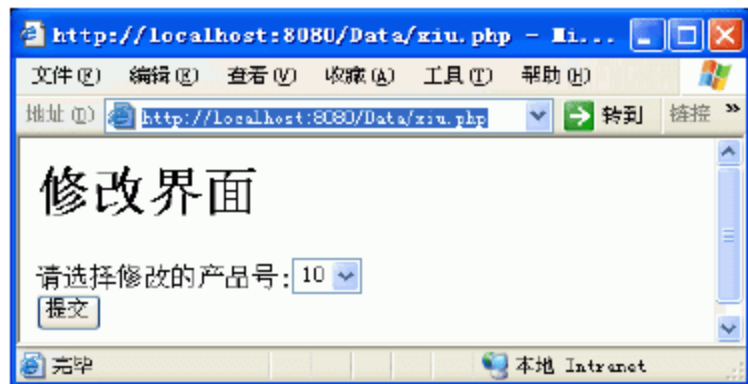 http://localhost:8080/Data/xiu.php - Mi...
文件(F) 编辑(E) 查看(V) 收藏(A) 工具(T) 帮助(H)
地址(D) http://localhost:8080/Data/xiu.php 转到 链接 »
修改界面
请选择修改的产品号:10
提交
完毕 本地 Intranet